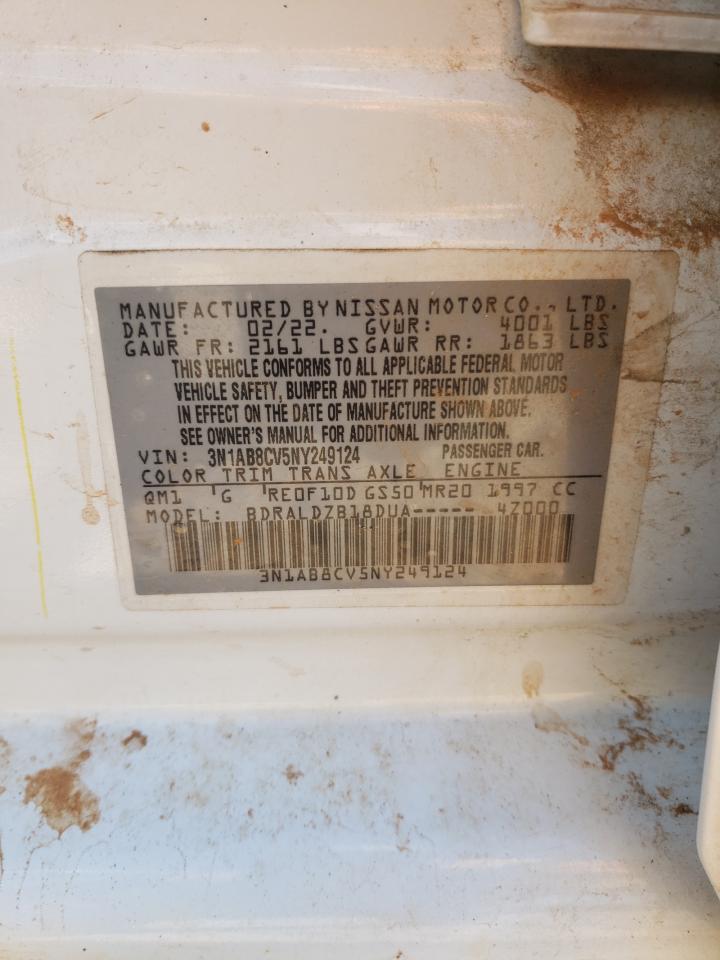 MANUFACTURED BY NISSAN MOTOR CO., LTD.
DATE: 02/22. GVWR: 4001 LBS
GAWR FR: 2161 LBS GAWR RR: 1863 LBS
THIS VEHICLE CONFORMS TO ALL APPLICABLE FEDERAL MOTOR
VEHICLE SAFETY, BUMPER AND THEFT PREVENTION STANDARDS
IN EFFECT ON THE DATE OF MANUFACTURE SHOWN ABOVE.
SEE OWNER'S MANUAL FOR ADDITIONAL INFORMATION.
VIN: 3N1AB8CV5NY249124 PASSENGER CAR.
COLOR TRIM TRANS AXLE ENGINE
QM1 G RE0F10D GS50 MR20 1997 CC
MODEL: BDRALDZB18DUA----- 4Z000
3N1AB8CV5NY249124